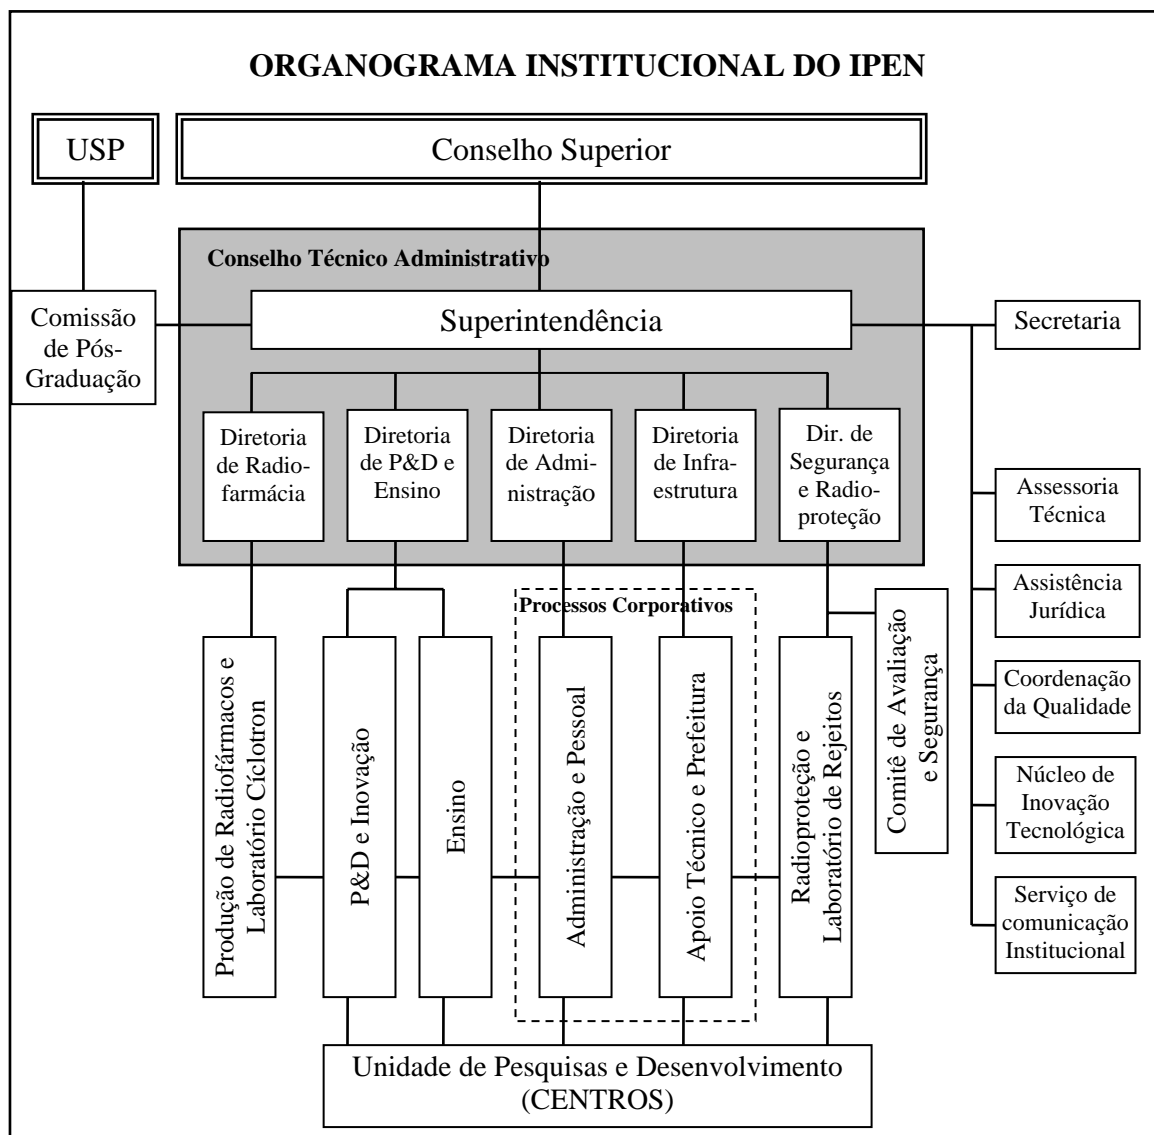 ORGANOGRAMA INSTITUCIONAL DO IPEN
USP
Conselho Superior
Conselho Técnico Administrativo
Comissão
de Pós-
Graduação
Superintendência
Secretaria
Diretoria
de Radio-
farmácia
Diretoria
de P&D e
Ensino
Diretoria
de Admi-
nistração
Diretoria
de Infra-
estrutura
Dir. de
Segurança
e Radio-
proteção
Assessoria
Técnica
Assistência
Jurídica
Coordenação
da Qualidade
Núcleo de
Inovação
Tecnológica
Serviço de
comunicação
Institucional
Processos Corporativos
Produção de Radiofármacos e
Laboratório Cíclotron
P&D e Inovação
Ensino
Administração e Pessoal
Apoio Técnico e Prefeitura
Radioproteção e
Laboratório de Rejeitos
Comitê de Avaliação
e Segurança
Unidade de Pesquisas e Desenvolvimento
(CENTROS)